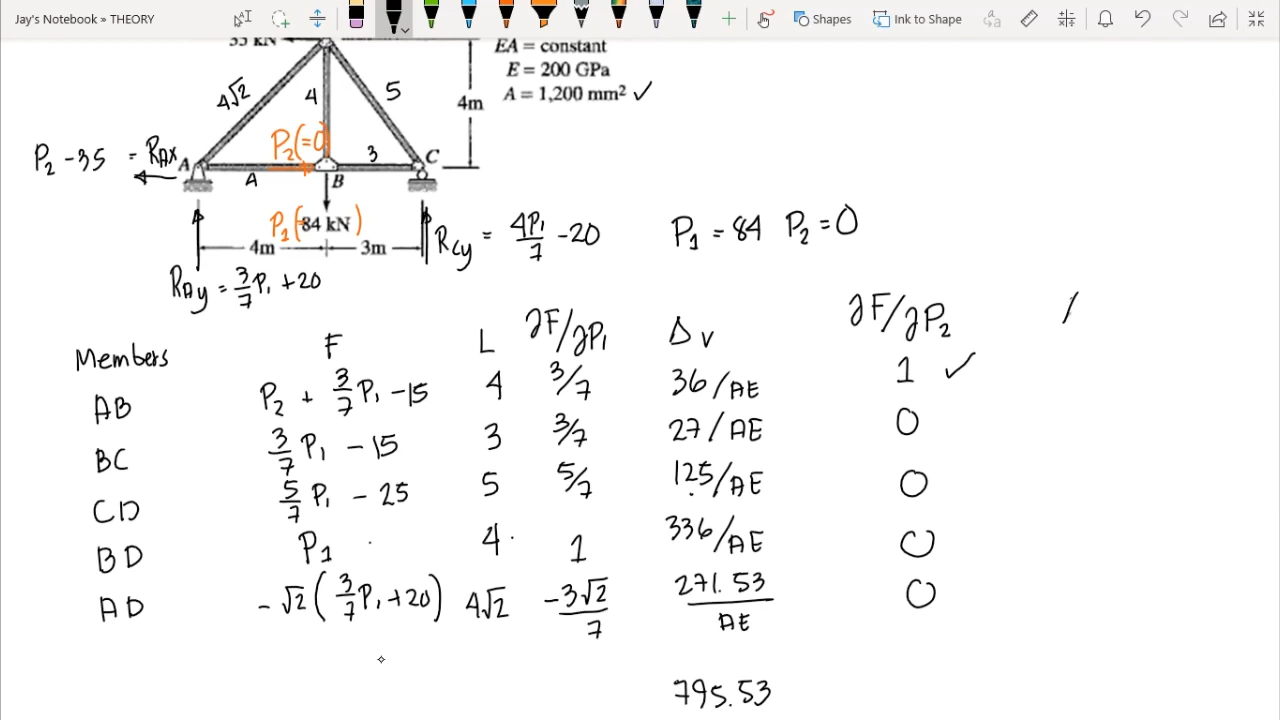 Jay's Notebook » THEORY
Shapes
Ink to Shape
35 KN
EA = constant
E = 200 GPa
A = 1,200 mm² ✓
4√2
4
5
4m
P₂ - 35 = RAx
A
P₂(=0)
3
C
4
B
P₁(=84 kN)
4m
3m
RAy = 3/7 P₁ + 20
RCy = 4P₁/7 - 20
P₁ = 84 P₂ = 0
Members F L ∂F/∂P₁ Δv ∂F/∂P₂ /
AB P₂ + 3/7 P₁ - 15 4 3/7 36/AE 1 ✓
BC 3/7 P₁ - 15 3 3/7 27/AE 0
CD 5/7 P₁ - 25 5 5/7 125/AE 0
BD P₁ 4 1 336/AE 0
AD -√2(3/7 P₁ + 20) 4√2 -3√2/7 271.53/AE 0
795.53